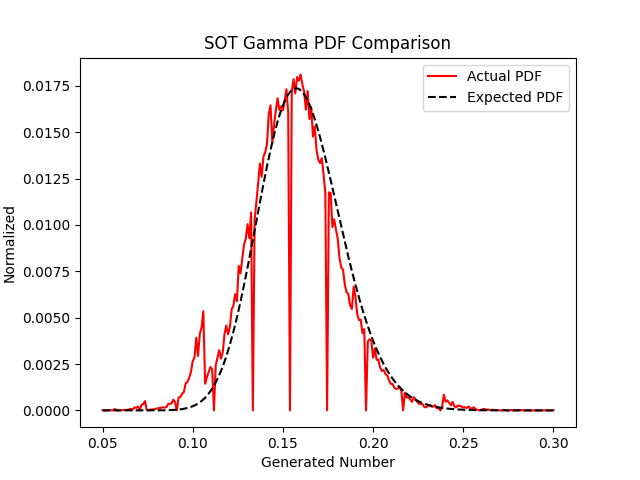 SOT Gamma PDF Comparison
Actual PDF
Expected PDF
Normalized
0.0175
0.0150
0.0125
0.0100
0.0075
0.0050
0.0025
0.0000
0.05 0.10 0.15 0.20 0.25 0.30
Generated Number